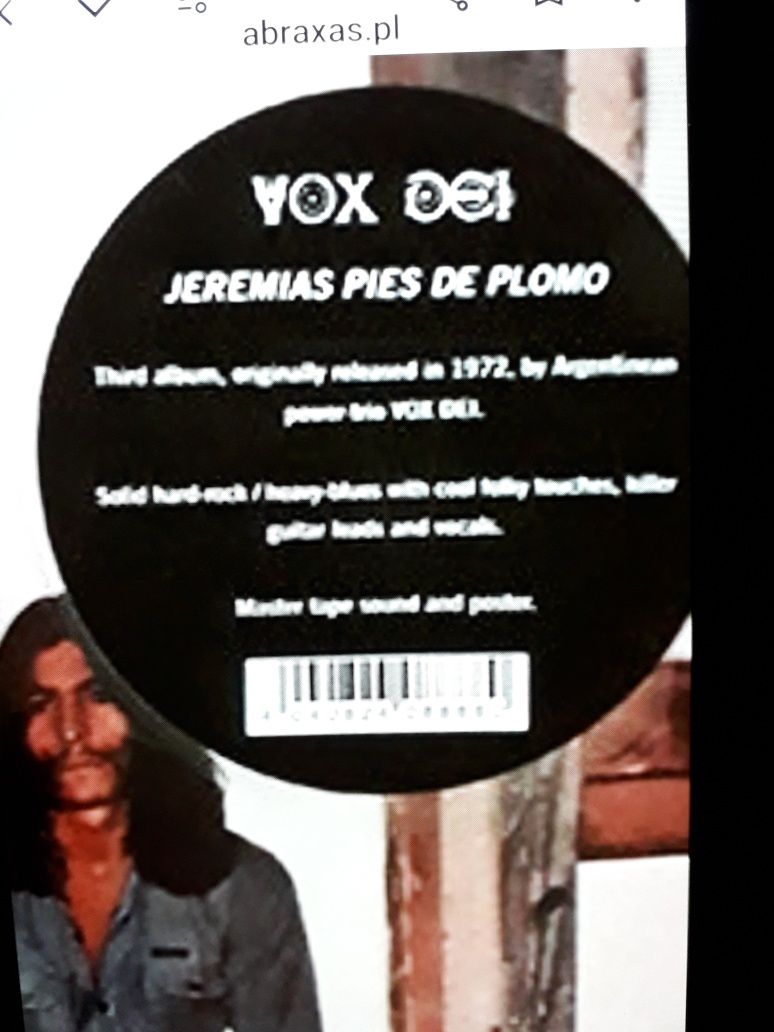 abraxas.pl
VOX DEI
JEREMIAS PIES DE PLOMO
Third album, originally released in 1972, by Argentinean
power trio VOX DEI.
Solid hard-rock / heavy-blues with cool folky touches, killer
guitar leads and vocals.
Master tape sound and poster.